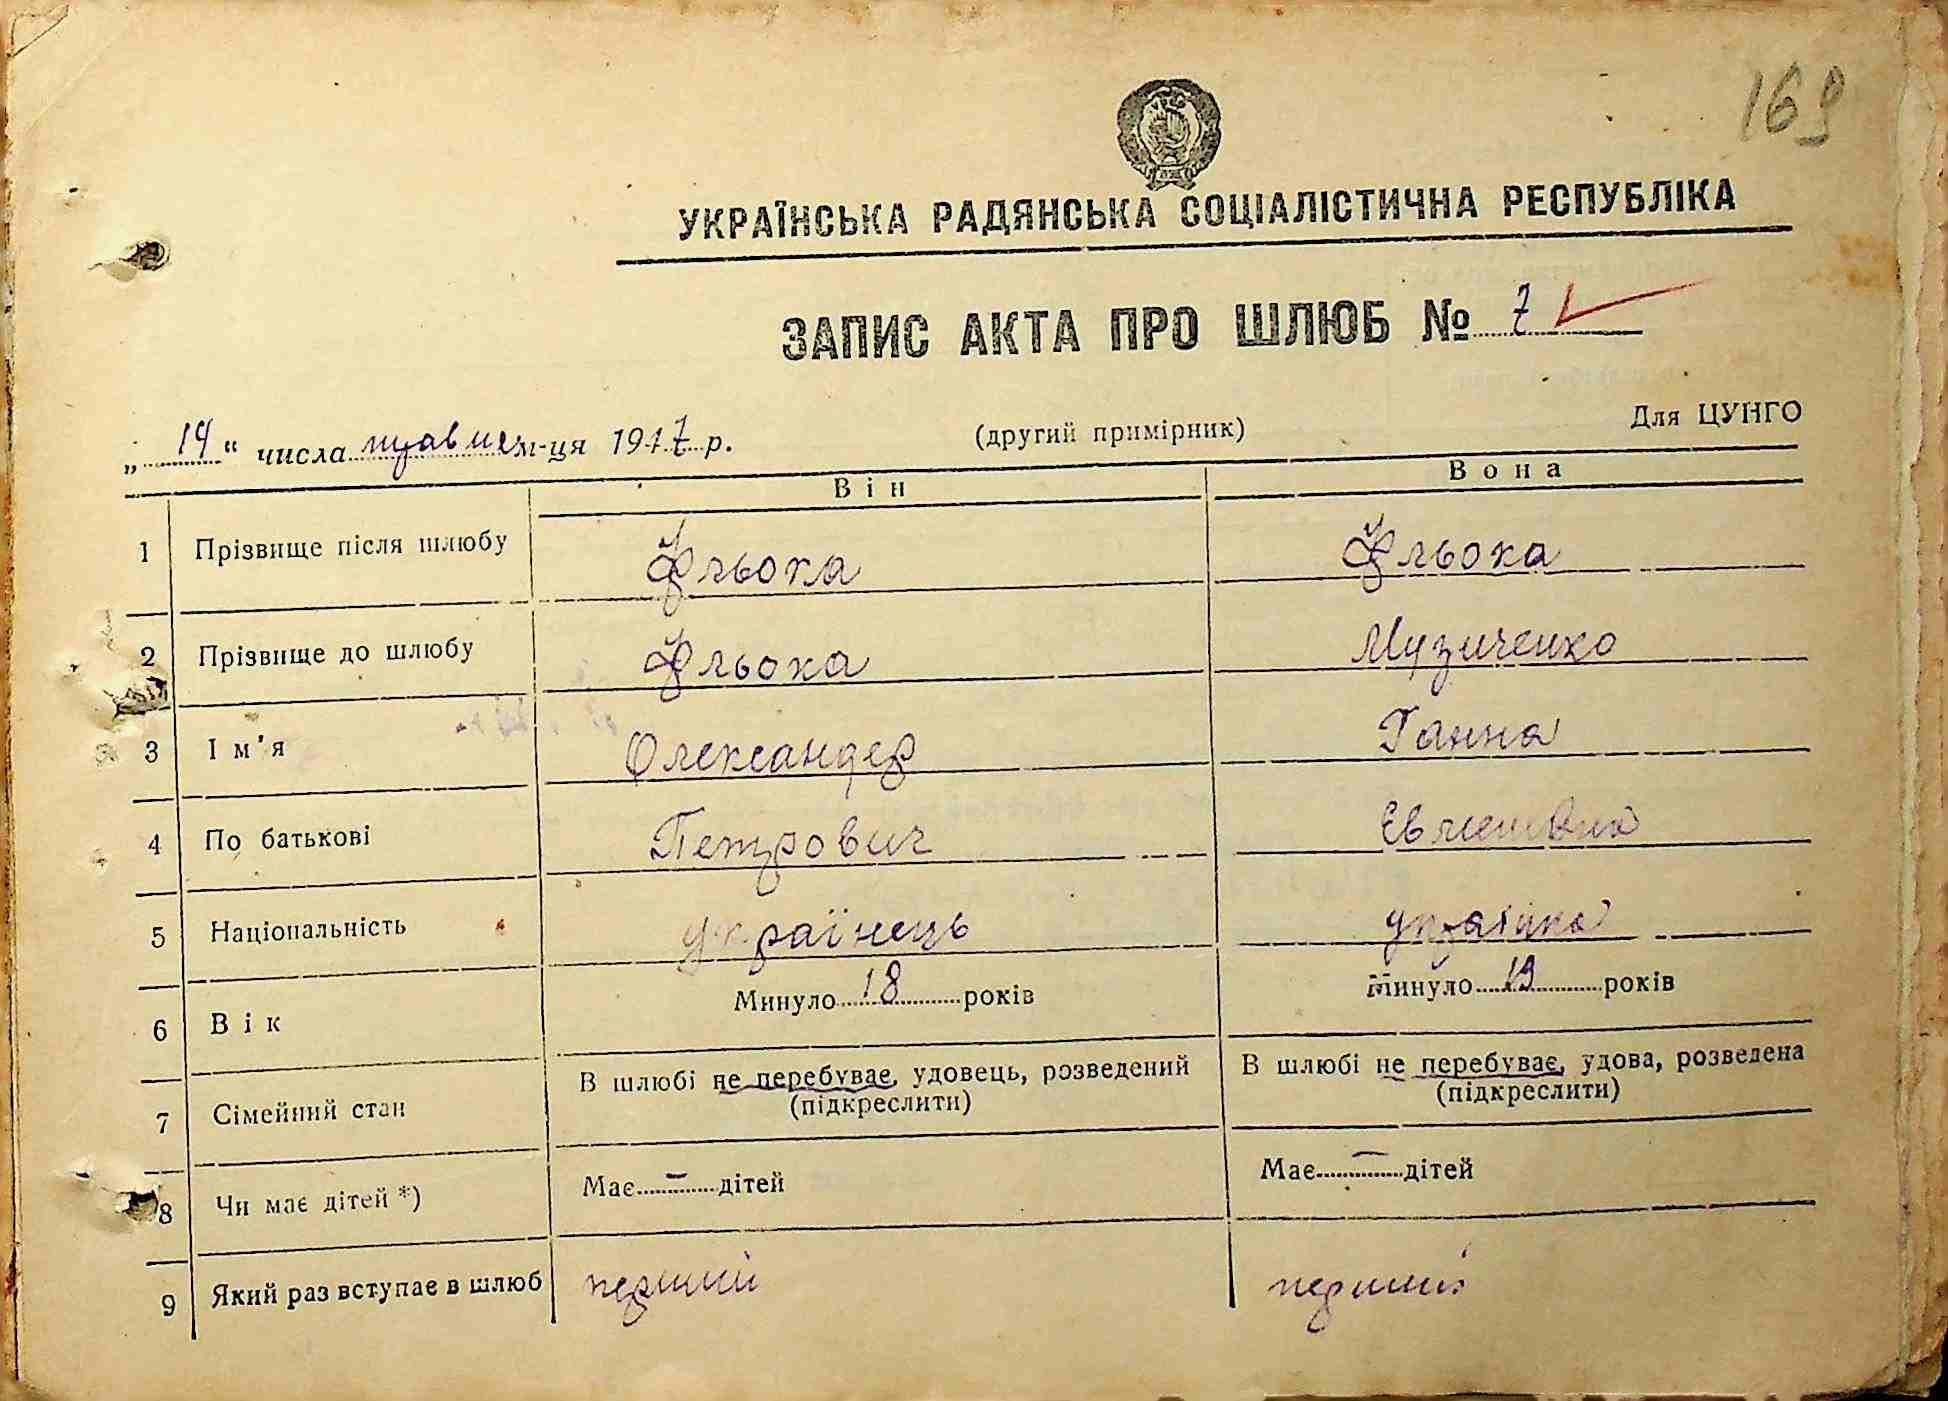 169
УКРАЇНСЬКА РАДЯНСЬКА СОЦІАЛІСТИЧНА РЕСПУБЛІКА
ЗАПИС АКТА ПРО ШЛЮБ № 7
„ 14 “ числа травня м-ця 1947 р. (другий примірник) Для ЦУНГО
Він Вона
1 Прізвище після шлюбу Фльока Фльока
2 Прізвище до шлюбу Фльока Музиченко
3 Ім'я Олександер Ганна
4 По батькові Петрович
5 Національність українець українка
6 Вік Минуло 18 років Минуло 19 років
7 Сімейний стан В шлюбі не перебуває, удовець, розведений В шлюбі не перебуває, удова, розведена
(підкреслити) (підкреслити)
8 Чи має дітей *) Має — дітей Має — дітей
9 Який раз вступає в шлюб перший перший